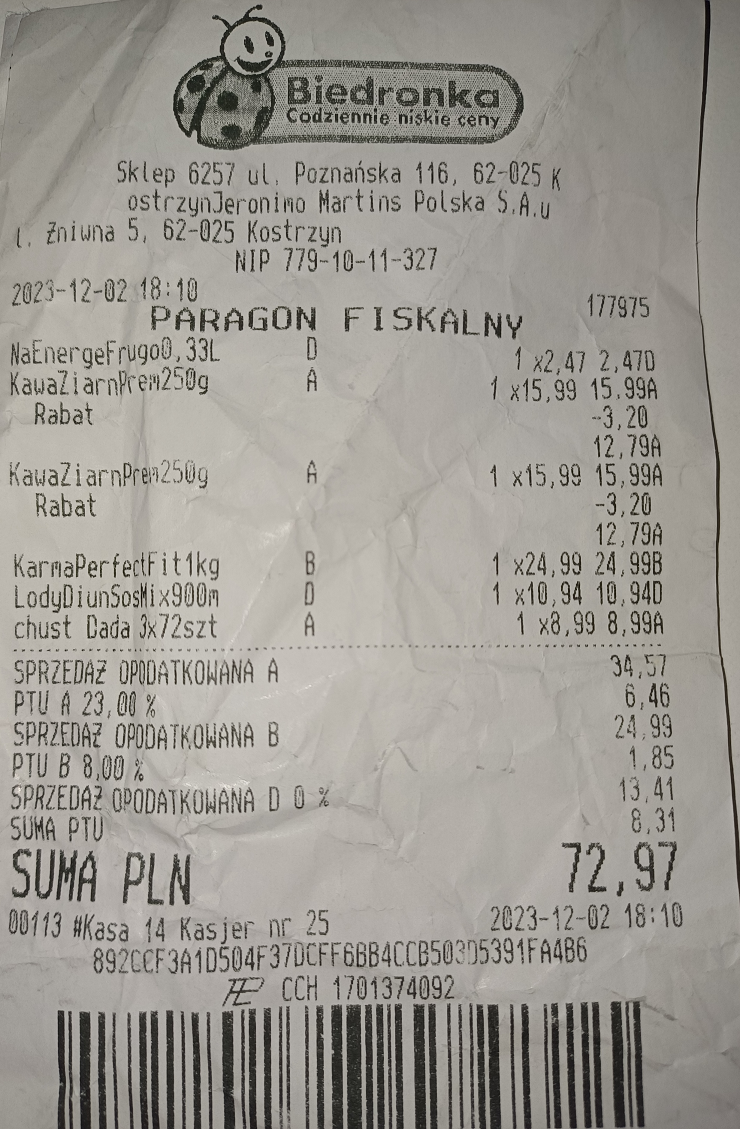 Biedronka
Codziennie niskie ceny
Sklep 6257 ul. Poznańska 116, 62-025 K
ostrzynJeronimo Martins Polska S.A.u
l. Żniwna 5, 62-025 Kostrzyn
NIP 779-10-11-327
2023-12-02 18:10 177975
PARAGON FISKALNY
NaEnergeFrugo0,33L D 1 x2,47 2,47D
KawaZiarnPrem250g A 1 x15,99 15,99A
Rabat -3,20
12,79A
KawaZiarnPrem250g A 1 x15,99 15,99A
Rabat -3,20
12,79A
KarmaPerfectFit1kg B 1 x24,99 24,99B
LodyDiunSosMix900m D 1 x10,94 10,94D
chust Dada 3x72szt A 1 x8,99 8,99A
SPRZEDAŻ OPODATKOWANA A 34,57
PTU A 23,00 % 6,46
SPRZEDAŻ OPODATKOWANA B 24,99
PTU B 8,00 % 1,85
SPRZEDAŻ OPODATKOWANA D 0 % 13,41
SUMA PTU 8,31
SUMA PLN 72,97
00113 #Kasa 14 Kasjer nr 25 2023-12-02 18:10
892CCF3A1D504F37DCFF6BB4CCB503D5391FA4B6
CCH 1701374092